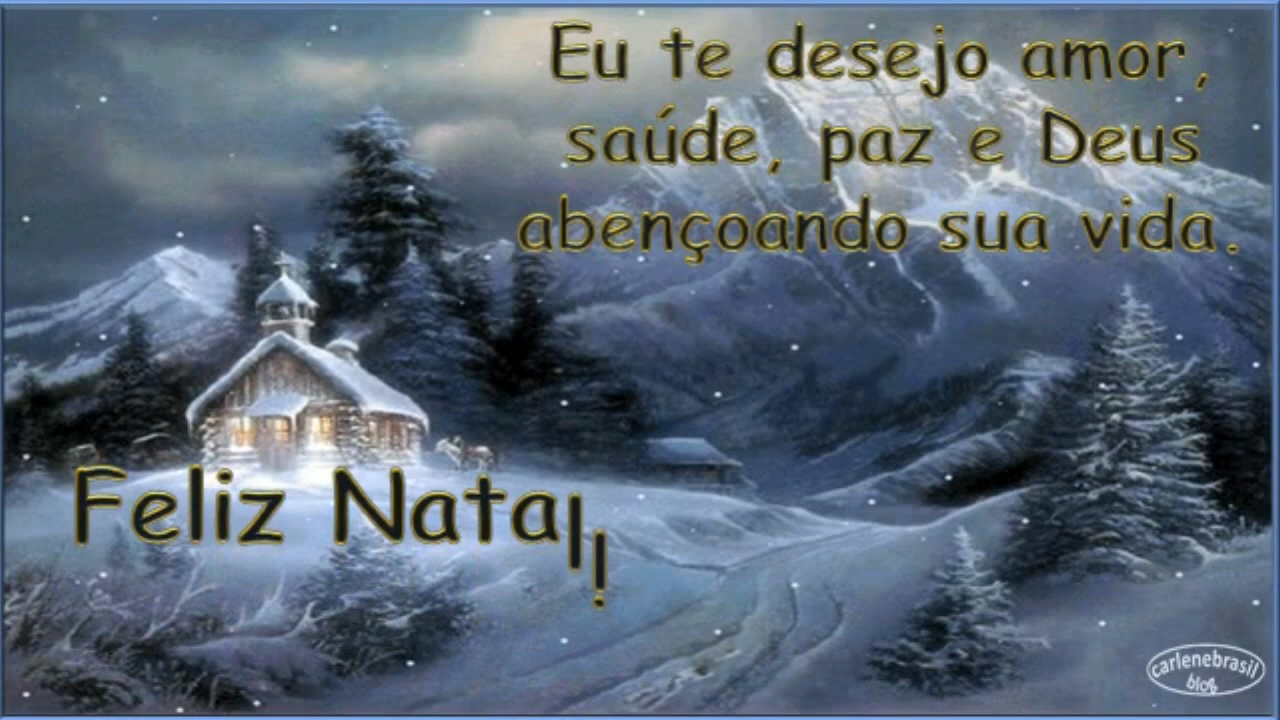 Eu te desejo amor,
saúde, paz e Deus
abençoando sua vida.
Feliz Natal!
carlenebrasil
blog